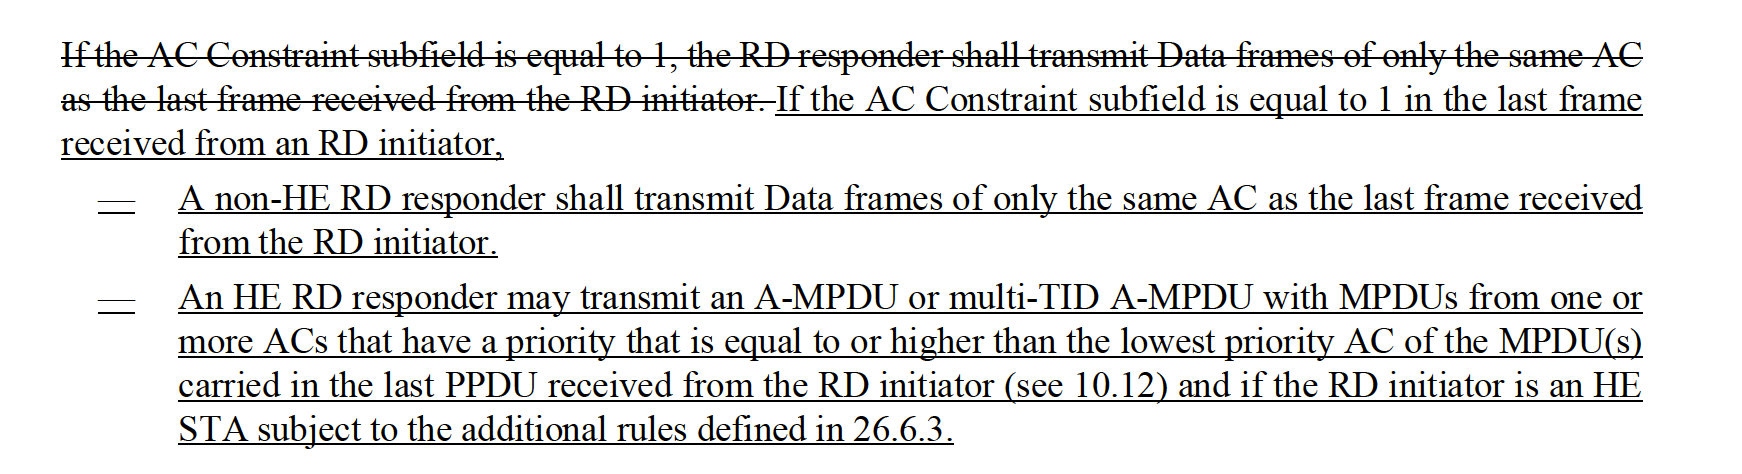 If the AC Constraint subfield is equal to 1, the RD responder shall transmit Data frames of only the same AC
as the last frame received from the RD initiator. If the AC Constraint subfield is equal to 1 in the last frame
received from an RD initiator,
— A non-HE RD responder shall transmit Data frames of only the same AC as the last frame received
from the RD initiator.
— An HE RD responder may transmit an A-MPDU or multi-TID A-MPDU with MPDUs from one or
more ACs that have a priority that is equal to or higher than the lowest priority AC of the MPDU(s)
carried in the last PPDU received from the RD initiator (see 10.12) and if the RD initiator is an HE
STA subject to the additional rules defined in 26.6.3.